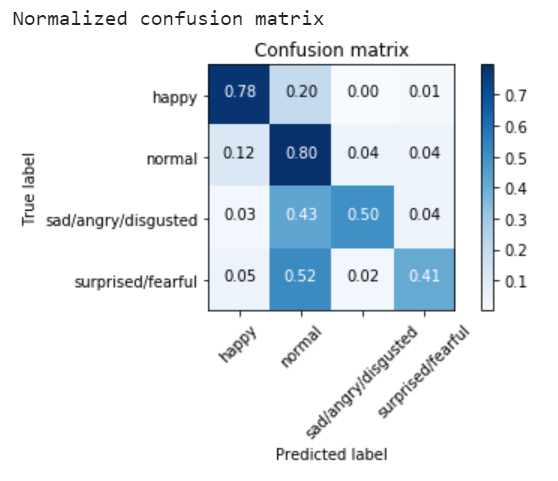 Normalized confusion matrix
Confusion matrix
happy 0.78 0.20 0.00 0.01
normal 0.12 0.80 0.04 0.04
sad/angry/disgusted 0.03 0.43 0.50 0.04
surprised/fearful 0.05 0.52 0.02 0.41
True label
happy normal sad/angry/disgusted surprised/fearful
Predicted label
0.7
0.6
0.5
0.4
0.3
0.2
0.1